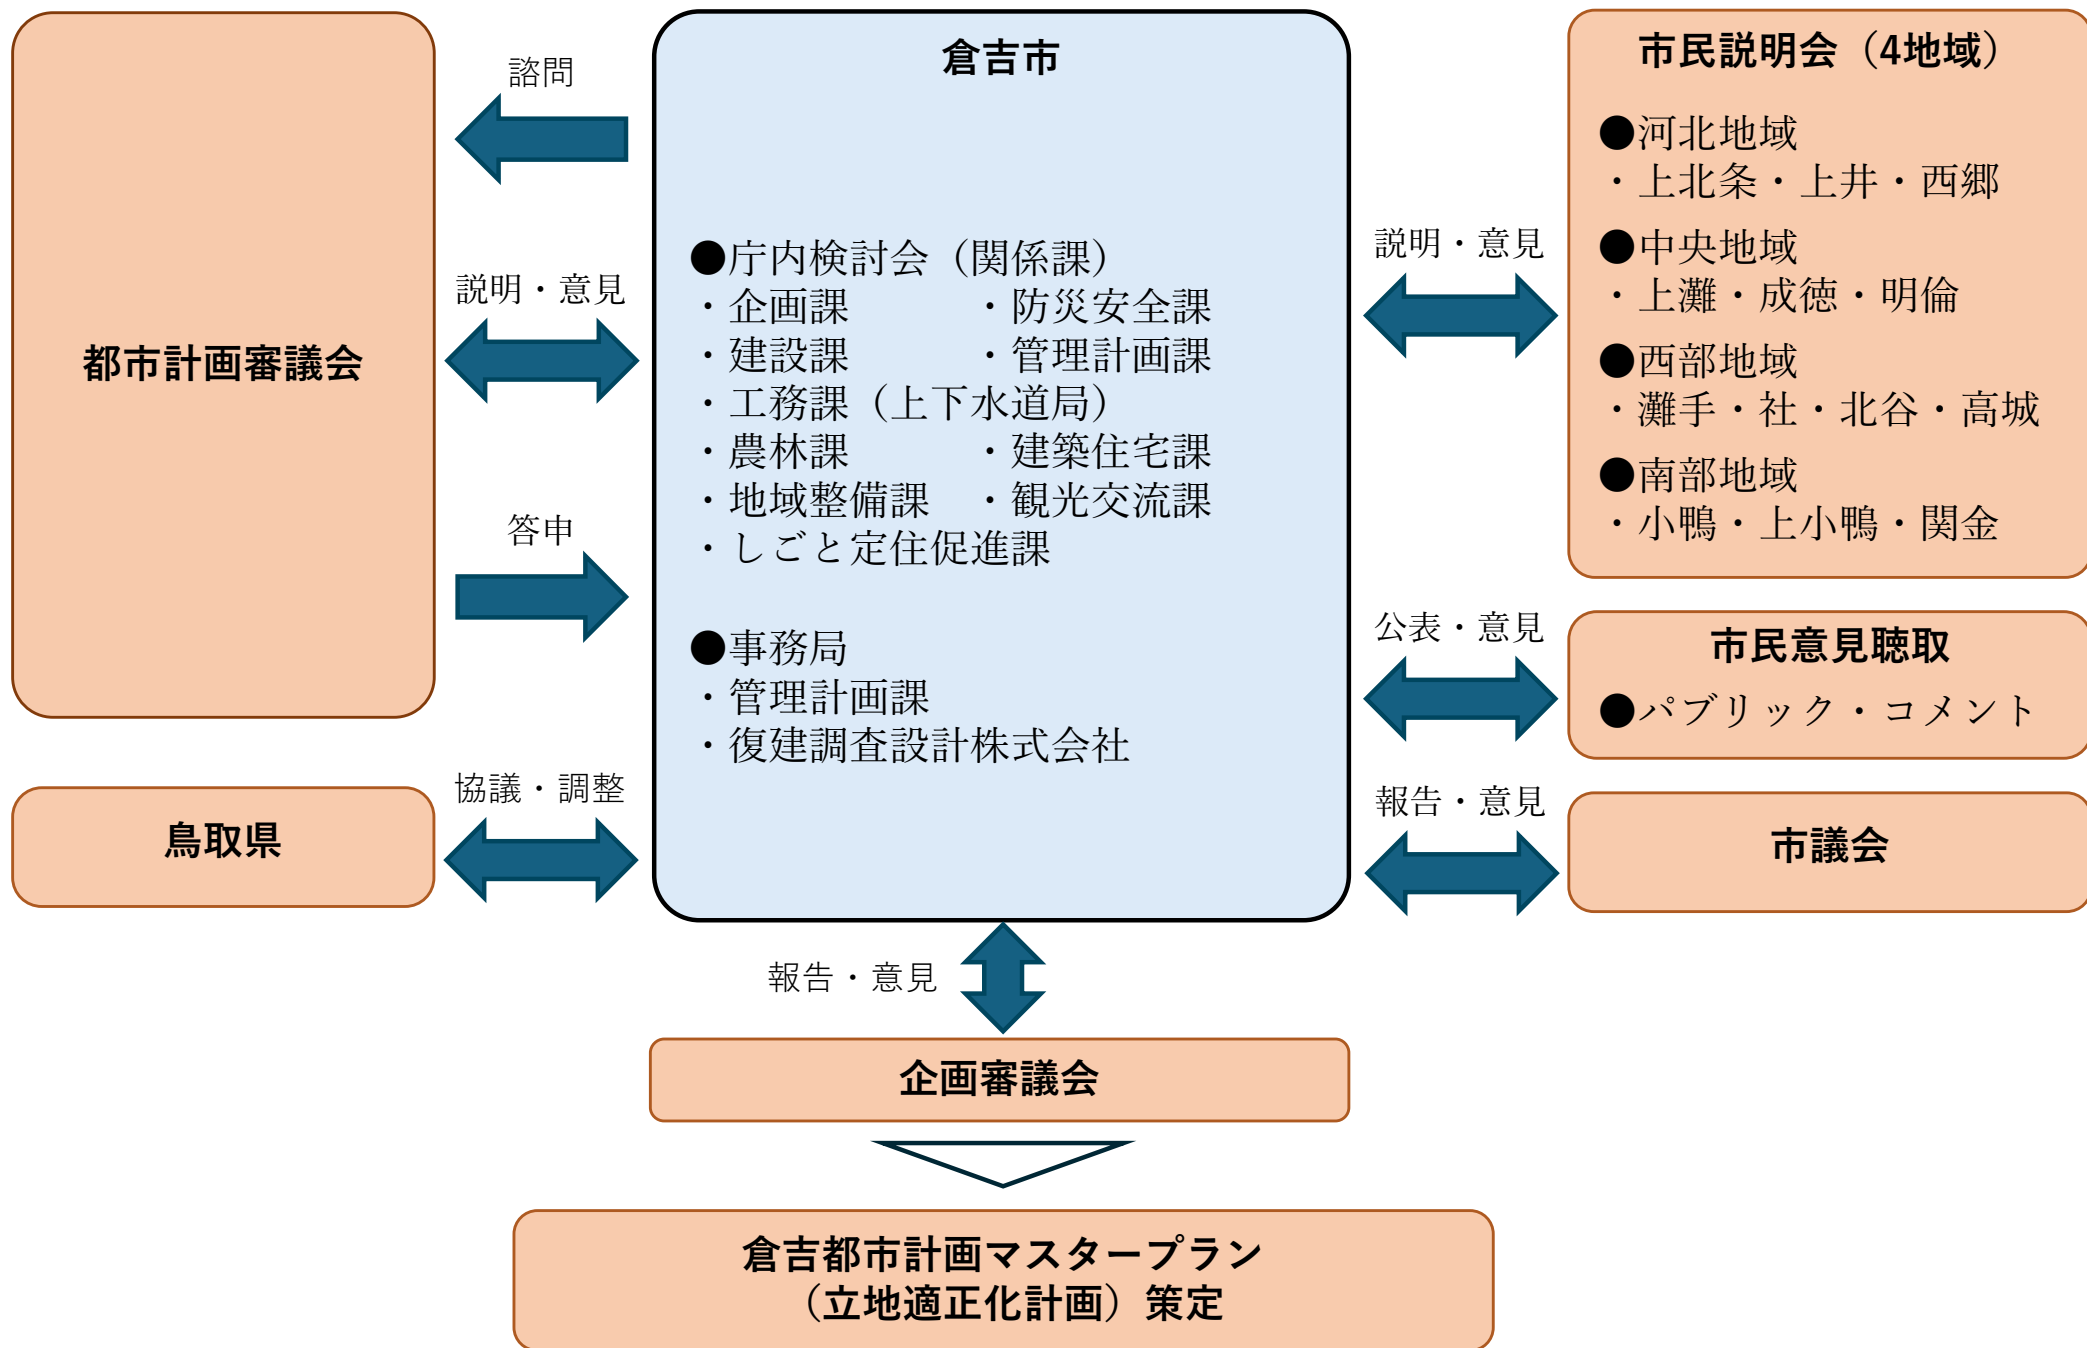 都市計画審議会
諮問
説明・意見
答申
鳥取県
協議・調整
倉吉市
●庁内検討会（関係課）
・企画課　　　・防災安全課
・建設課　　　・管理計画課
・工務課（上下水道局）
・農林課　　　・建築住宅課
・地域整備課　・観光交流課
・しごと定住促進課
●事務局
・管理計画課
・復建調査設計株式会社
説明・意見
市民説明会（4地域）
●河北地域
・上北条・上井・西郷
●中央地域
・上灘・成徳・明倫
●西部地域
・灘手・社・北谷・高城
●南部地域
・小鴨・上小鴨・関金
公表・意見
市民意見聴取
●パブリック・コメント
報告・意見
市議会
報告・意見
企画審議会
倉吉都市計画マスタープラン
（立地適正化計画）策定